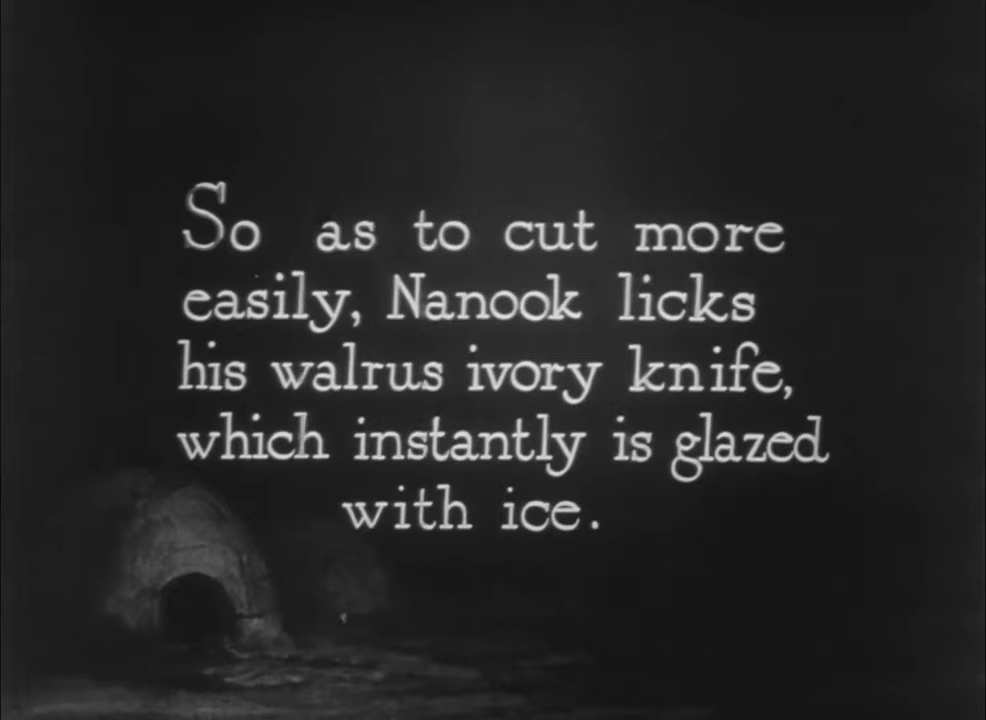 So as to cut more
easily, Nanook licks
his walrus ivory knife,
which instantly is glazed
with ice.